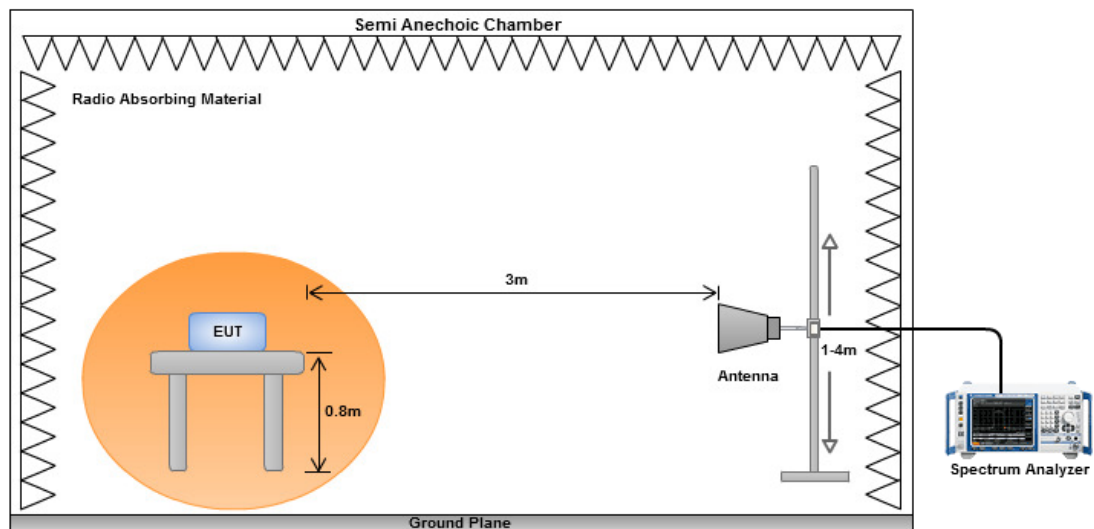 Semi Anechoic Chamber
Radio Absorbing Material
3m
EUT
1-4m
Antenna
0.8m
Spectrum Analyzer
Ground Plane